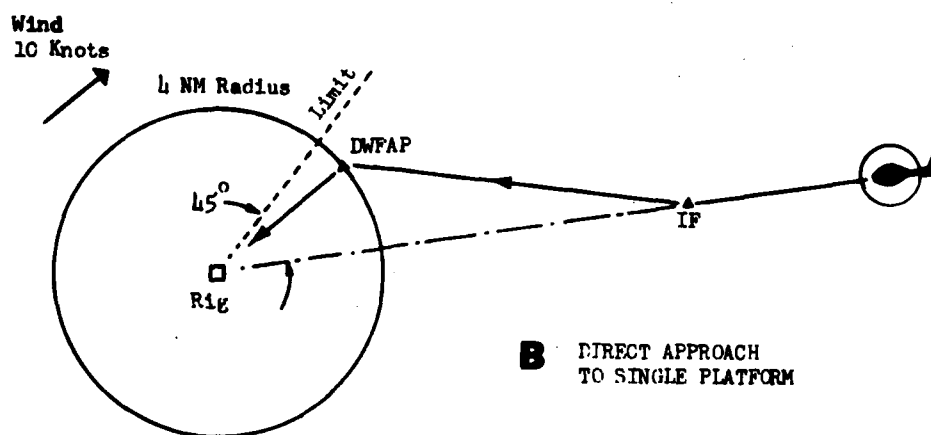 Wind
10 Knots
4 NM Radius
Limit
DWFAP
45°
IF
Rig
B DIRECT APPROACH
TO SINGLE PLATFORM